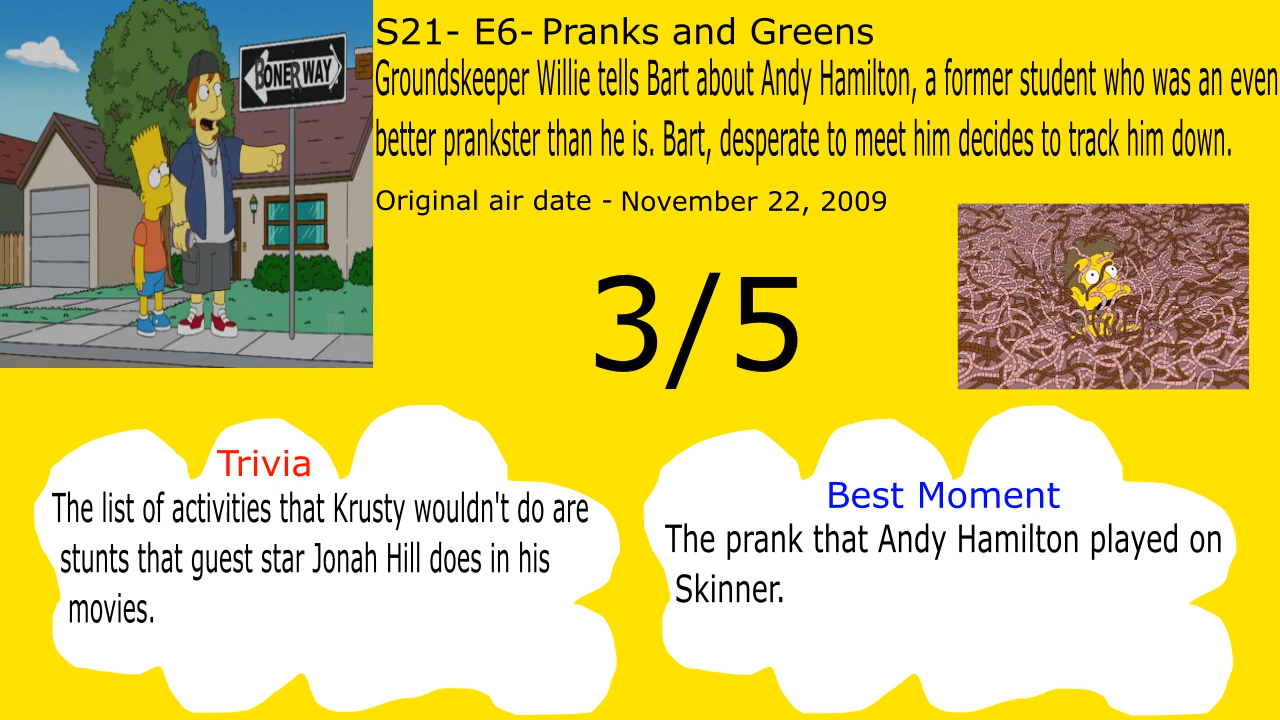 S21- E6- Pranks and Greens
Groundskeeper Willie tells Bart about Andy Hamilton, a former student who was an even
better prankster than he is. Bart, desperate to meet him decides to track him down.
Original air date - November 22, 2009
BONER WAY
3/5
Trivia
The list of activities that Krusty wouldn't do are
stunts that guest star Jonah Hill does in his
movies.
Best Moment
The prank that Andy Hamilton played on
Skinner.